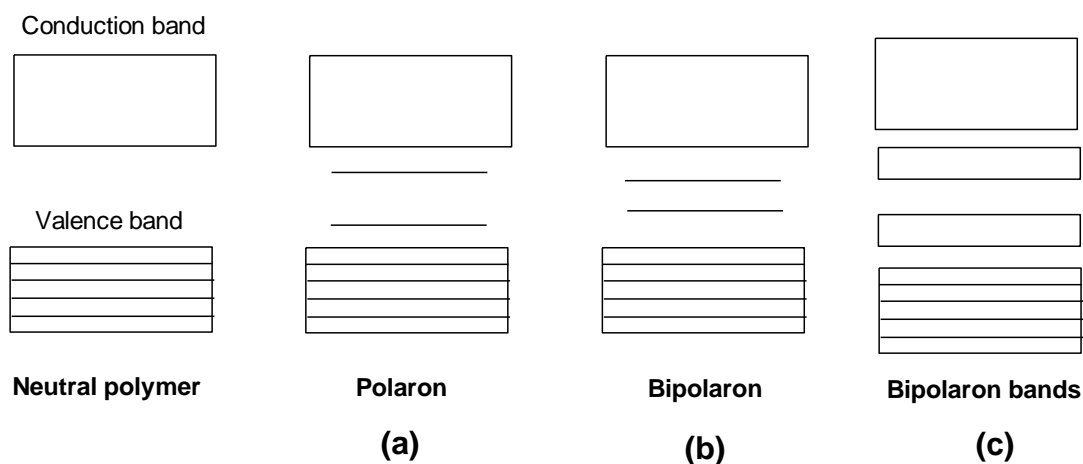 Conduction band
Valence band
Neutral polymer
Polaron
Bipolaron
Bipolaron bands
(a)
(b)
(c)